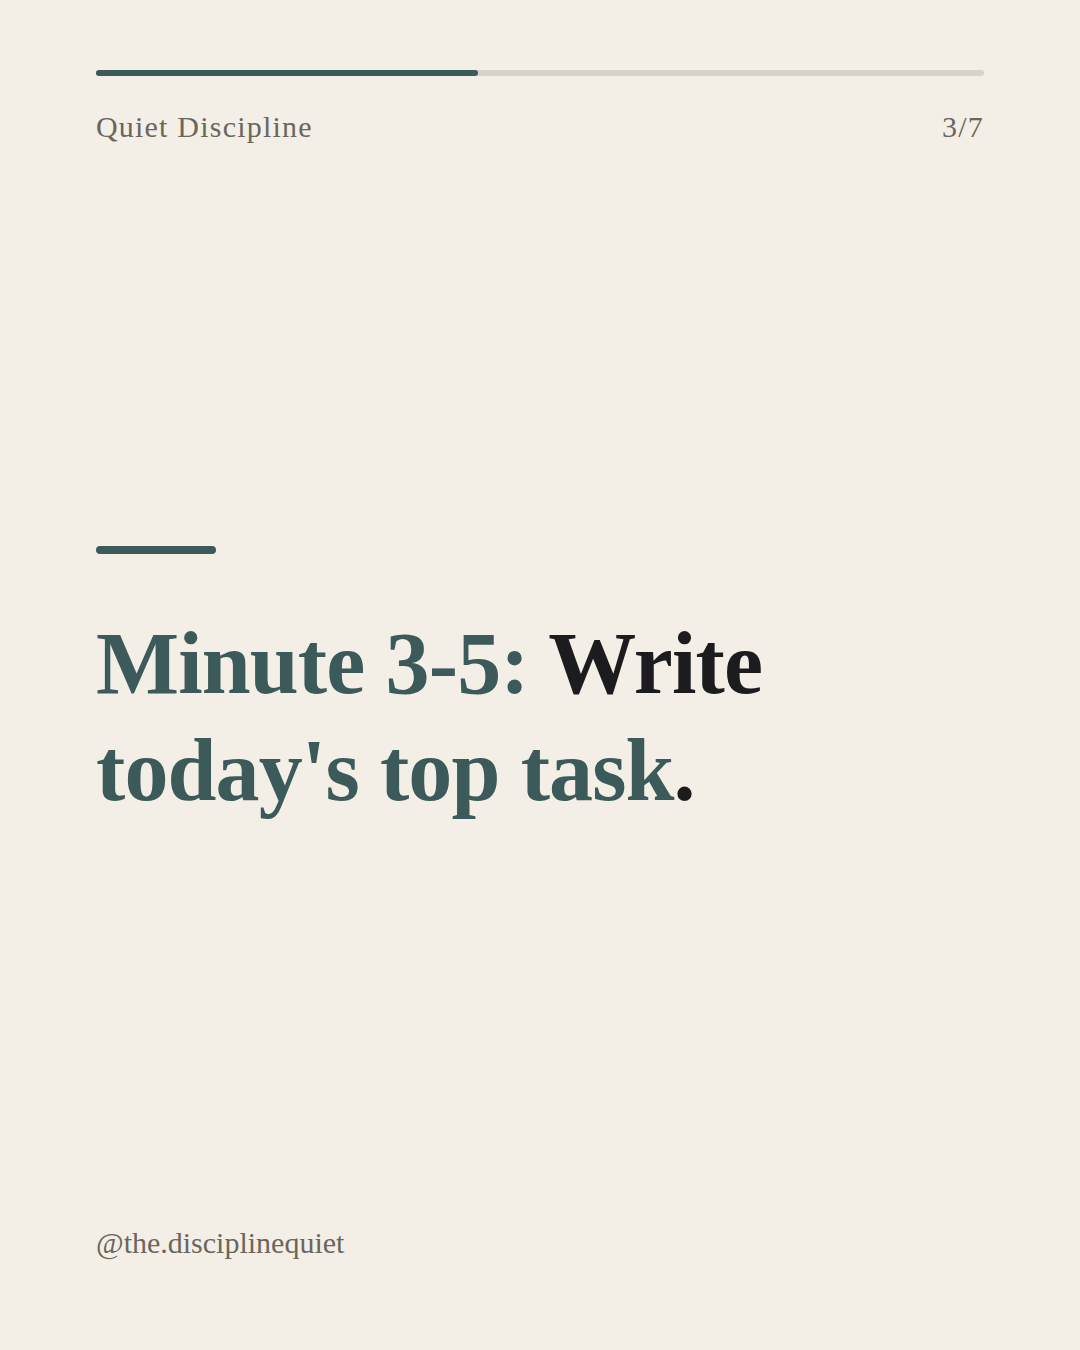 Quiet Discipline 3/7
Minute 3-5: Write
today's top task.
@the.disciplinequiet